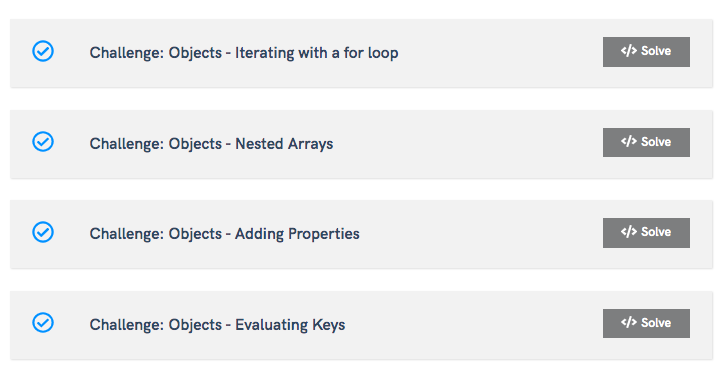 Challenge: Objects - Iterating with a for loop
</> Solve
Challenge: Objects - Nested Arrays
</> Solve
Challenge: Objects - Adding Properties
</> Solve
Challenge: Objects - Evaluating Keys
</> Solve